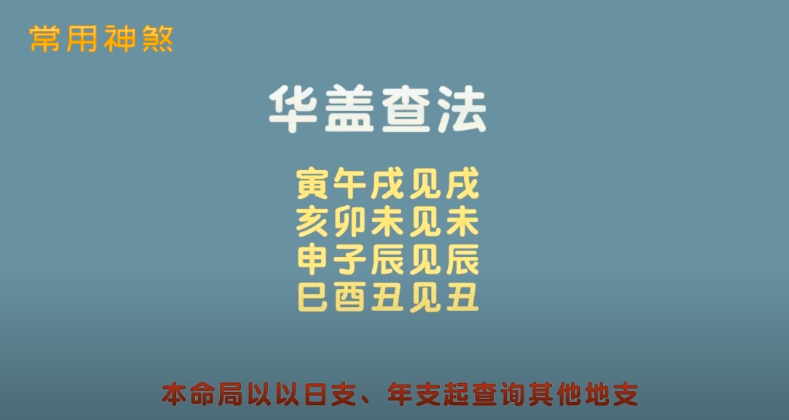 常用神煞
华盖查法
寅午戌见戌
亥卯未见未
申子辰见辰
巳酉丑见丑
本命局以以日支、年支起查询其他地支